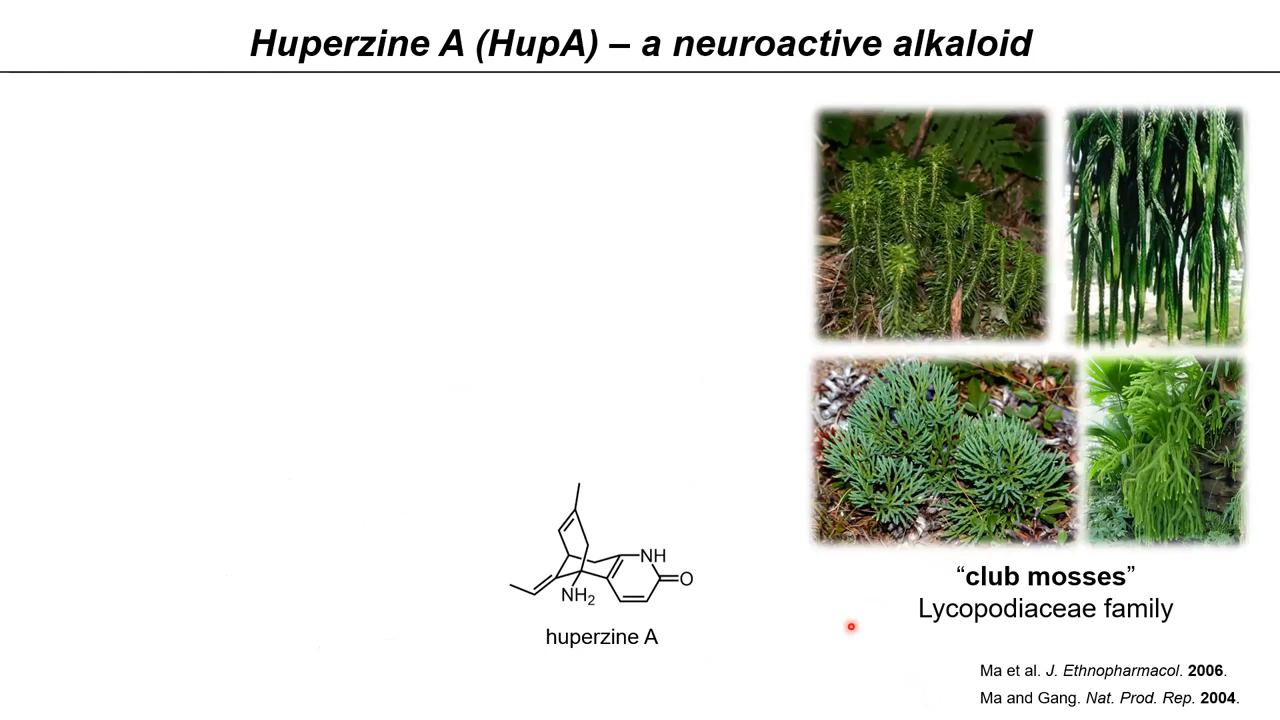 Huperzine A (HupA) – a neuroactive alkaloid
NH
O
NH₂
huperzine A
“club mosses”
Lycopodiaceae family
Ma et al. J. Ethnopharmacol. 2006.
Ma and Gang. Nat. Prod. Rep. 2004.